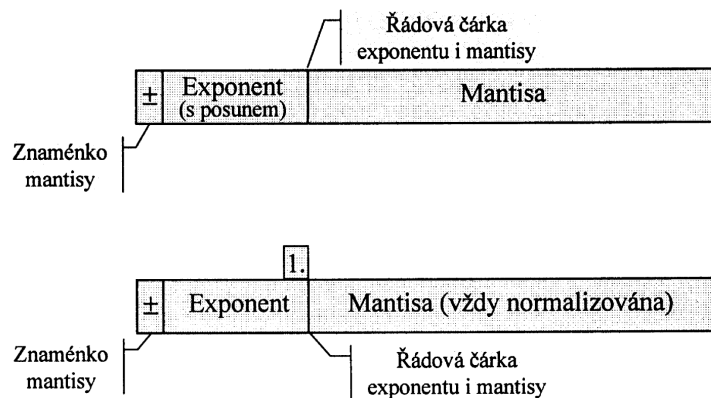 Řádová čárka
exponentu i mantisy
±
Exponent
(s posunem)
Mantisa
Znaménko
mantisy
1.
±
Exponent
Mantisa (vždy normalizována)
Znaménko
mantisy
Řádová čárka
exponentu i mantisy